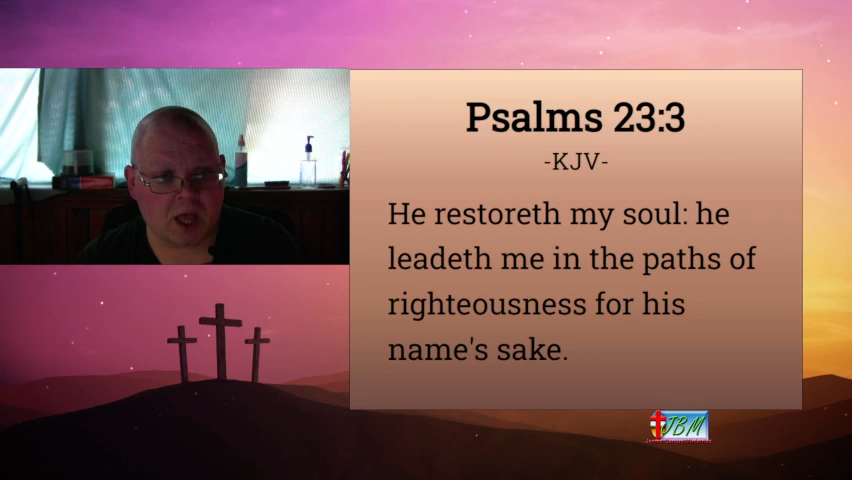 Psalms 23:3
-KJV-
He restoreth my soul: he
leadeth me in the paths of
righteousness for his
name's sake.
JBM